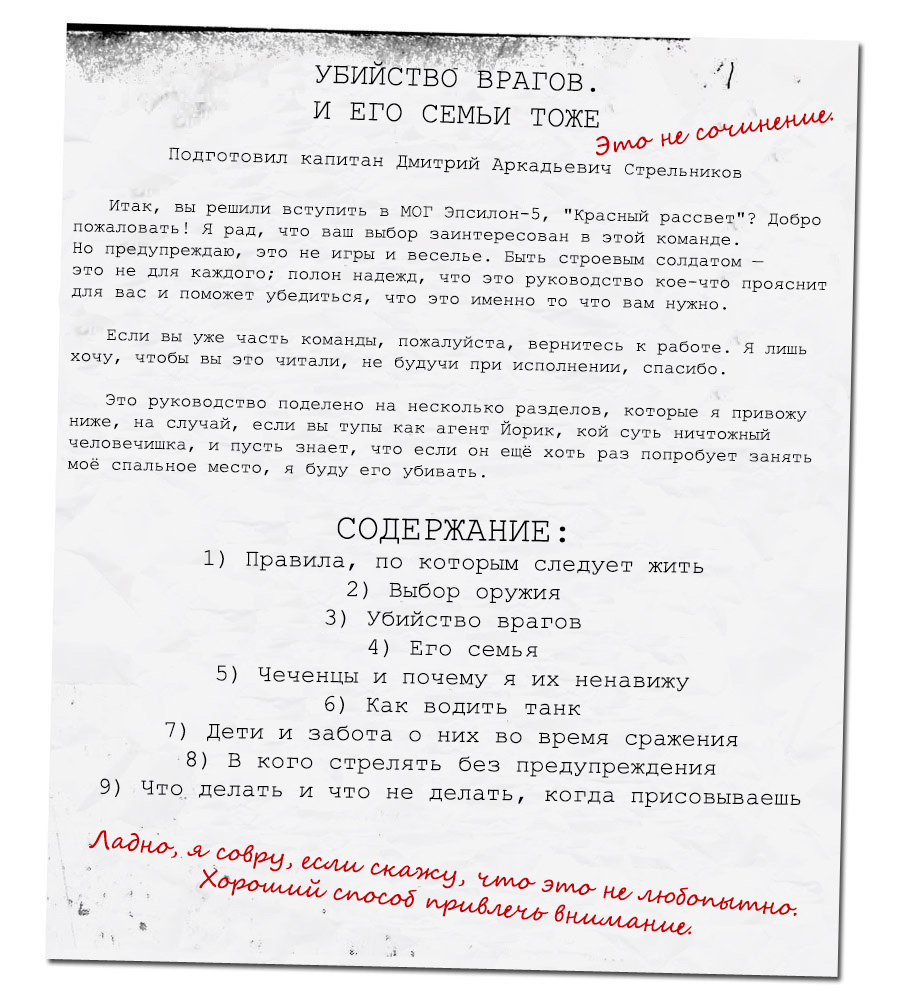 УБИЙСТВО ВРАГОВ.
И ЕГО СЕМЬИ ТОЖЕ
Это не сочинение.
Подготовил капитан Дмитрий Аркадьевич Стрельников
Итак, вы решили вступить в МОГ Эпсилон-5, "Красный рассвет"? Добро
пожаловать! Я рад, что ваш выбор заинтересован в этой команде.
Но предупреждаю, это не игры и веселье. Быть строевым солдатом —
это не для каждого; полон надежд, что это руководство кое-что прояснит
для вас и поможет убедиться, что это именно то что вам нужно.
Если вы уже часть команды, пожалуйста, вернитесь к работе. Я лишь
хочу, чтобы вы это читали, не будучи при исполнении, спасибо.
Это руководство поделено на несколько разделов, которые я привожу
ниже, на случай, если вы тупы как агент Йорик, кой суть ничтожный
человечишка, и пусть знает, что если он ещё хоть раз попробует занять
моё спальное место, я буду его убивать.
СОДЕРЖАНИЕ:
1) Правила, по которым следует жить
2) Выбор оружия
3) Убийство врагов
4) Его семья
5) Чеченцы и почему я их ненавижу
6) Как водить танк
7) Дети и забота о них во время сражения
8) В кого стрелять без предупреждения
9) Что делать и что не делать, когда присовываешь
Ладно, я совру, если скажу, что это не любопытно.
Хороший способ привлечь внимание.